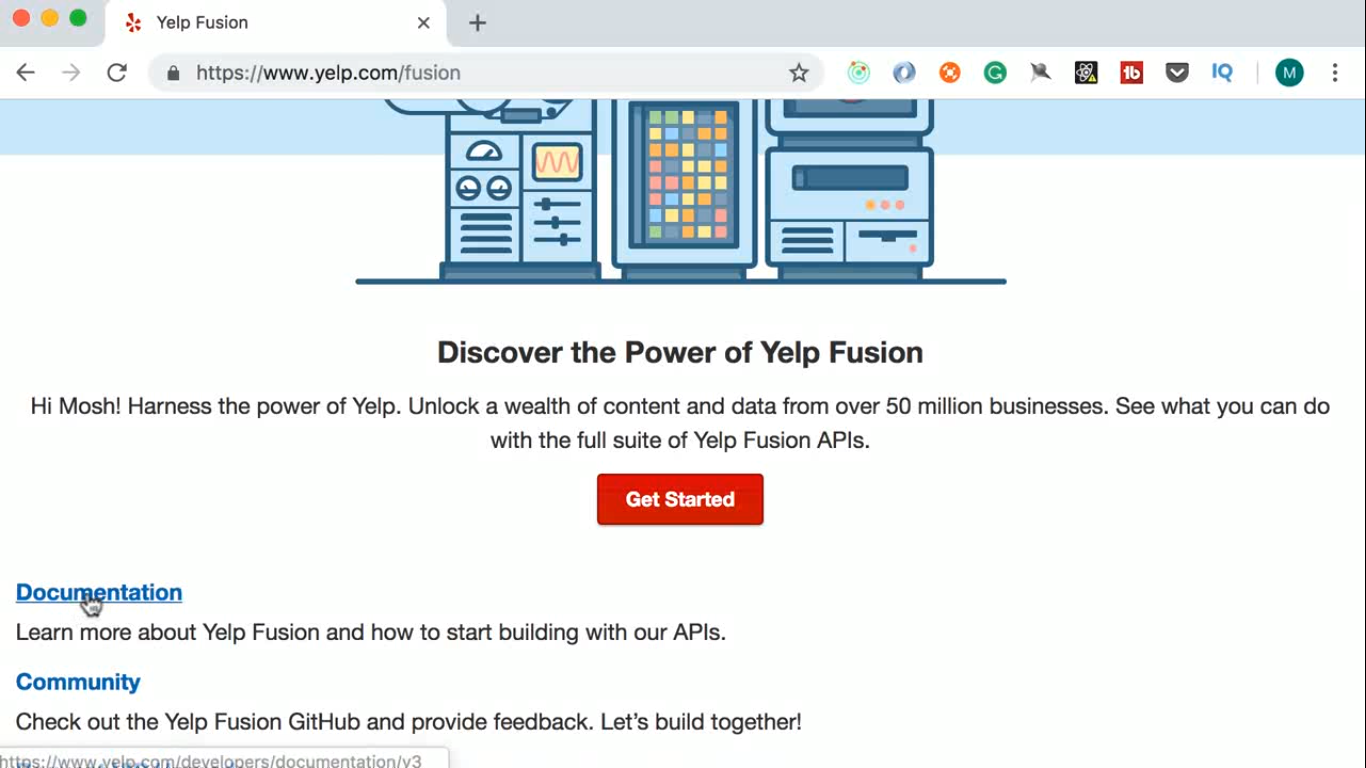 Yelp Fusion
https://www.yelp.com/fusion
G
1b
IQ
M
Discover the Power of Yelp Fusion
Hi Mosh! Harness the power of Yelp. Unlock a wealth of content and data from over 50 million businesses. See what you can do
with the full suite of Yelp Fusion APIs.
Get Started
Documentation
Learn more about Yelp Fusion and how to start building with our APIs.
Community
Check out the Yelp Fusion GitHub and provide feedback. Let's build together!
https://www.yelp.com/developers/documentation/v3